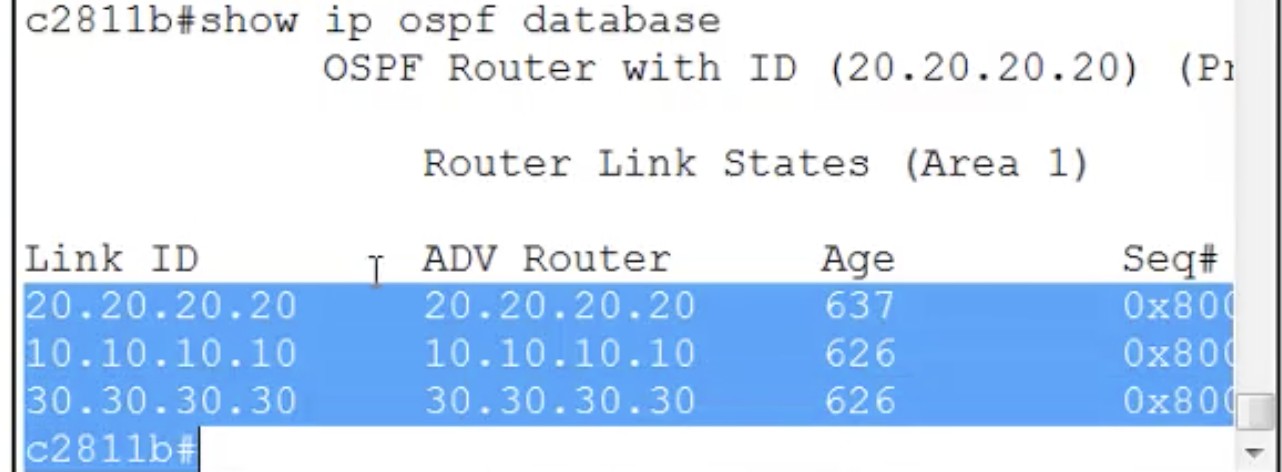 c2811b#show ip ospf database
OSPF Router with ID (20.20.20.20) (Pr
Router Link States (Area 1)
Link ID ADV Router Age Seq#
20.20.20.20 20.20.20.20 637 0x800
10.10.10.10 10.10.10.10 626 0x800
30.30.30.30 30.30.30.30 626 0x800
c2811b#